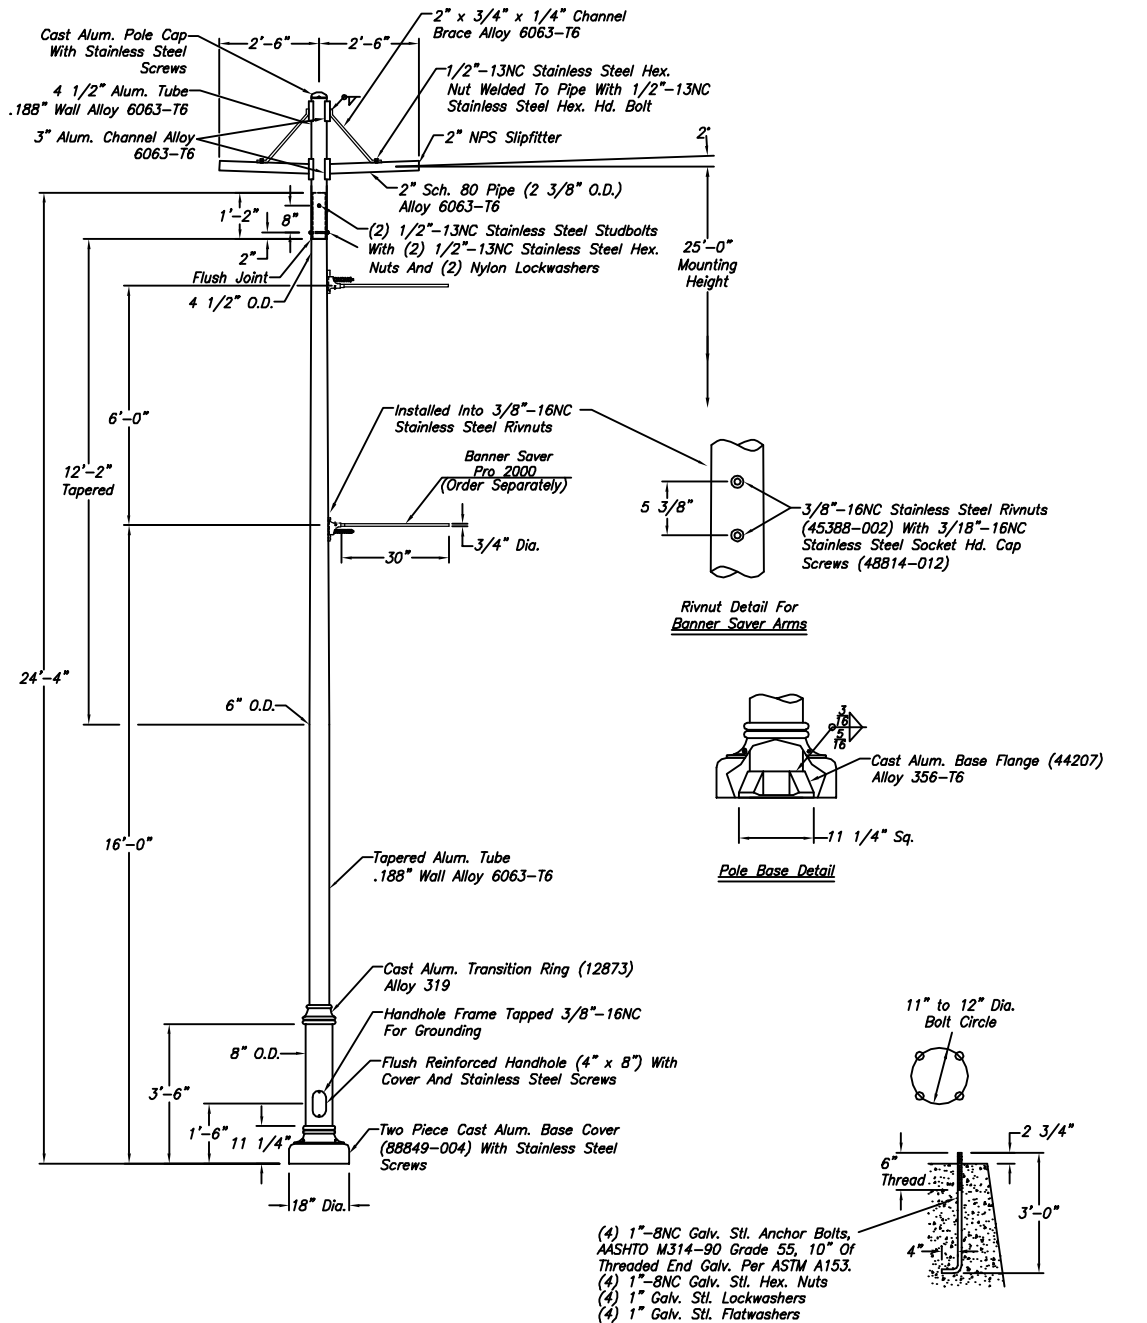 Cast Alum. Pole Cap
With Stainless Steel
Screws
2'-6"
2'-6"
2" x 3/4" x 1/4" Channel
Brace Alloy 6063-T6
4 1/2" Alum. Tube
.188" Wall Alloy 6063-T6
3" Alum. Channel Alloy
6063-T6
1/2"-13NC Stainless Steel Hex.
Nut Welded To Pipe With 1/2"-13NC
Stainless Steel Hex. Hd. Bolt
2" NPS Slipfitter
2°
2" Sch. 80 Pipe (2 3/8" O.D.)
Alloy 6063-T6
1'-2"
8"
2"
(2) 1/2"-13NC Stainless Steel Studbolts
With (2) 1/2"-13NC Stainless Steel Hex.
Nuts And (2) Nylon Lockwashers
25'-0"
Mounting
Height
Flush Joint
4 1/2" O.D.
6'-0"
Installed Into 3/8"-16NC
Stainless Steel Rivnuts
12'-2"
Tapered
Banner Saver
Pro 2000
(Order Separately)
3/4" Dia.
30"
5 3/8"
3/8"-16NC Stainless Steel Rivnuts
(45388-002) With 3/18"-16NC
Stainless Steel Socket Hd. Cap
Screws (48814-012)
Rivnut Detail For
Banner Saver Arms
24'-4"
6" O.D.
3
16
5
16
Cast Alum. Base Flange (44207)
Alloy 356-T6
11 1/4" Sq.
Pole Base Detail
16'-0"
Tapered Alum. Tube
.188" Wall Alloy 6063-T6
Cast Alum. Transition Ring (12873)
Alloy 319
Handhole Frame Tapped 3/8"-16NC
For Grounding
8" O.D.
Flush Reinforced Handhole (4" x 8") With
Cover And Stainless Steel Screws
3'-6"
1'-6"
11 1/4"
Two Piece Cast Alum. Base Cover
(88849-004) With Stainless Steel
Screws
18" Dia.
11" to 12" Dia.
Bolt Circle
2 3/4"
6"
Thread
3'-0"
4"
(4) 1"-8NC Galv. Stl. Anchor Bolts,
AASHTO M314-90 Grade 55, 10" Of
Threaded End Galv. Per ASTM A153.
(4) 1"-8NC Galv. Stl. Hex. Nuts
(4) 1" Galv. Stl. Lockwashers
(4) 1" Galv. Stl. Flatwashers